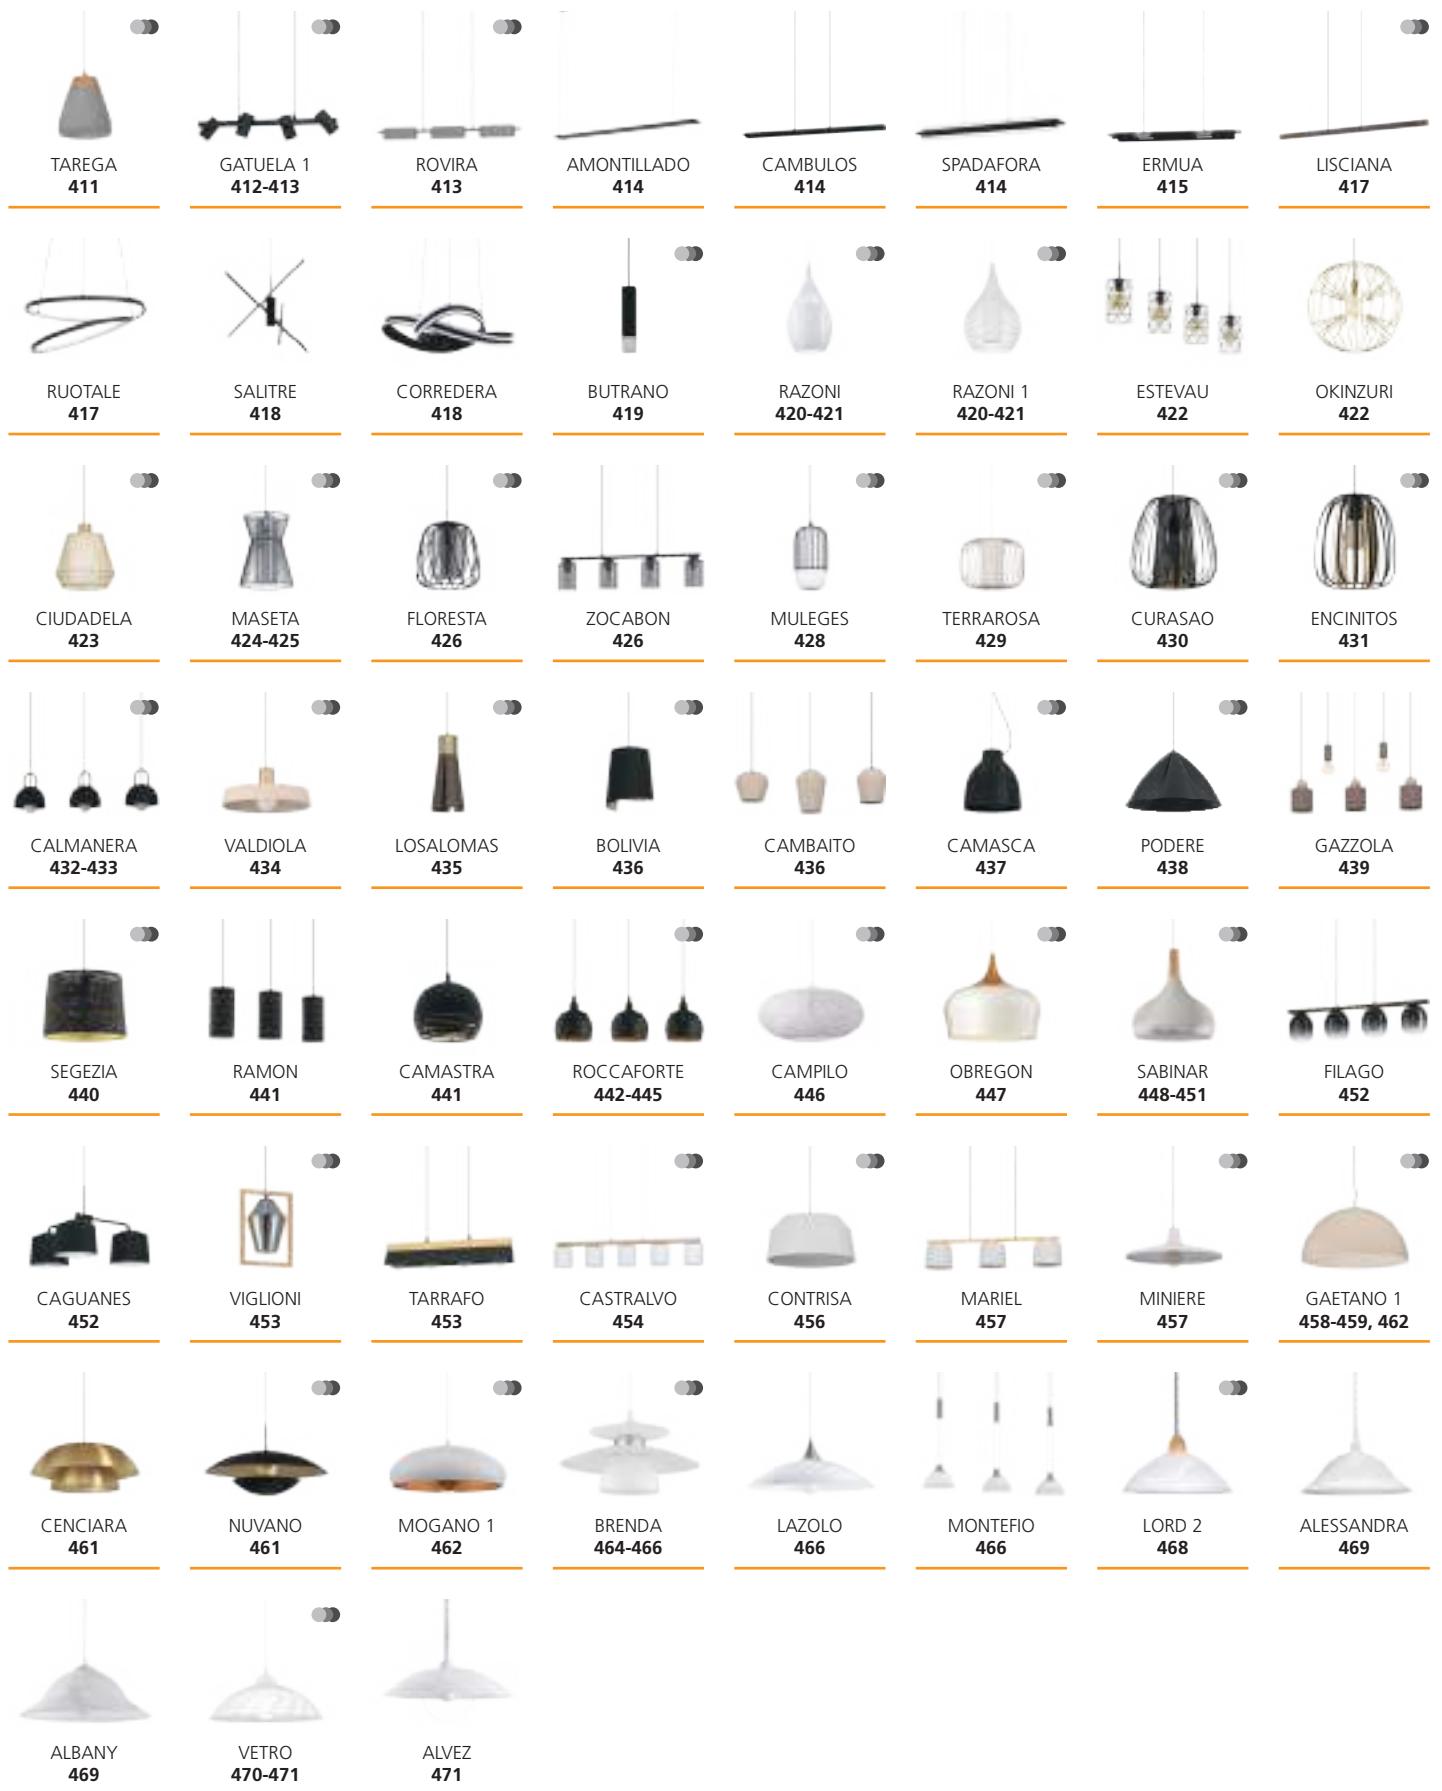 TAREGA
411
GATUELA 1
412-413
ROVIRA
413
AMONTILLADO
414
CAMBULOS
414
SPADAFORA
414
ERMUA
415
LISCIANA
417
RUOTALE
417
SALITRE
418
CORREDERA
418
BUTRANO
419
RAZONI
420-421
RAZONI 1
420-421
ESTEVAU
422
OKINZURI
422
CIUDADELA
423
MASETA
424-425
FLORESTA
426
ZOCABON
426
MULEGES
428
TERRAROSA
429
CURASAO
430
ENCINITOS
431
CALMANERA
432-433
VALDIOLA
434
LOSALOMAS
435
BOLIVIA
436
CAMBAITO
436
CAMASCA
437
PODERE
438
GAZZOLA
439
SEGEZIA
440
RAMON
441
CAMASTRA
441
ROCCAFORTE
442-445
CAMPILO
446
OBREGON
447
SABINAR
448-451
FILAGO
452
CAGUANES
452
VIGLIONI
453
TARRAFO
453
CASTRALVO
454
CONTRISA
456
MARIEL
457
MINIERE
457
GAETANO 1
458-459, 462
CENCIARA
461
NUVANO
461
MOGANO 1
462
BRENDA
464-466
LAZOLO
466
MONTEFIO
466
LORD 2
468
ALESSANDRA
469
ALBANY
469
VETRO
470-471
ALVEZ
471